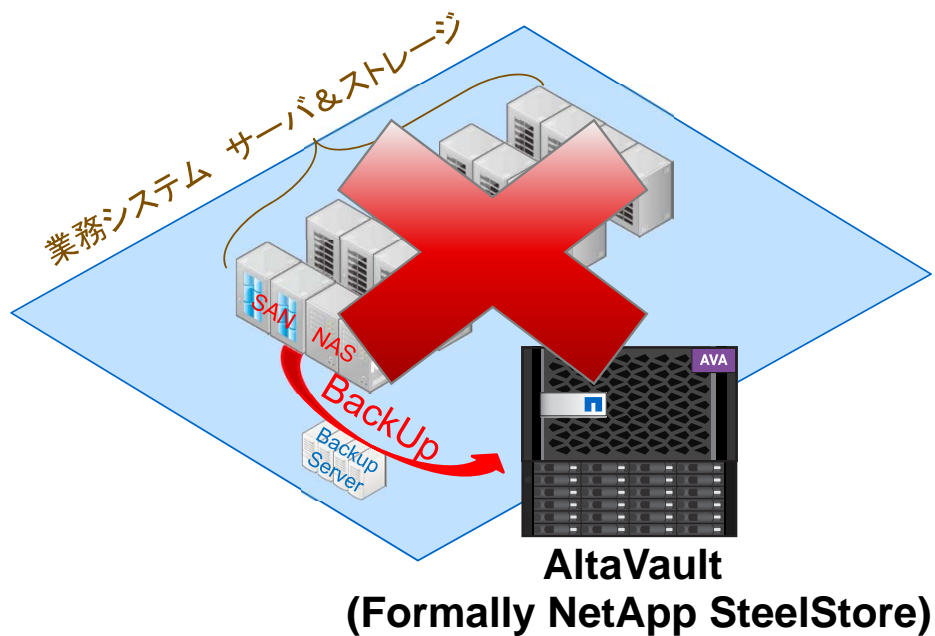 業務システム サーバ＆ストレージ
SAN
NAS
BackUp
Backup
Server
AVA
AltaVault
(Formally NetApp SteelStore)